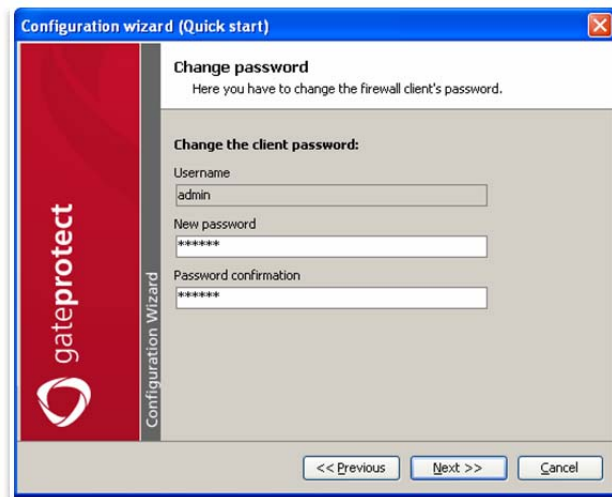 Configuration wizard (Quick start)
Change password
Here you have to change the firewall client's password.
Change the client password:
Username
admin
New password
******
Password confirmation
******
gateprotect
Configuration Wizard
<< Previous
Next >>
Cancel